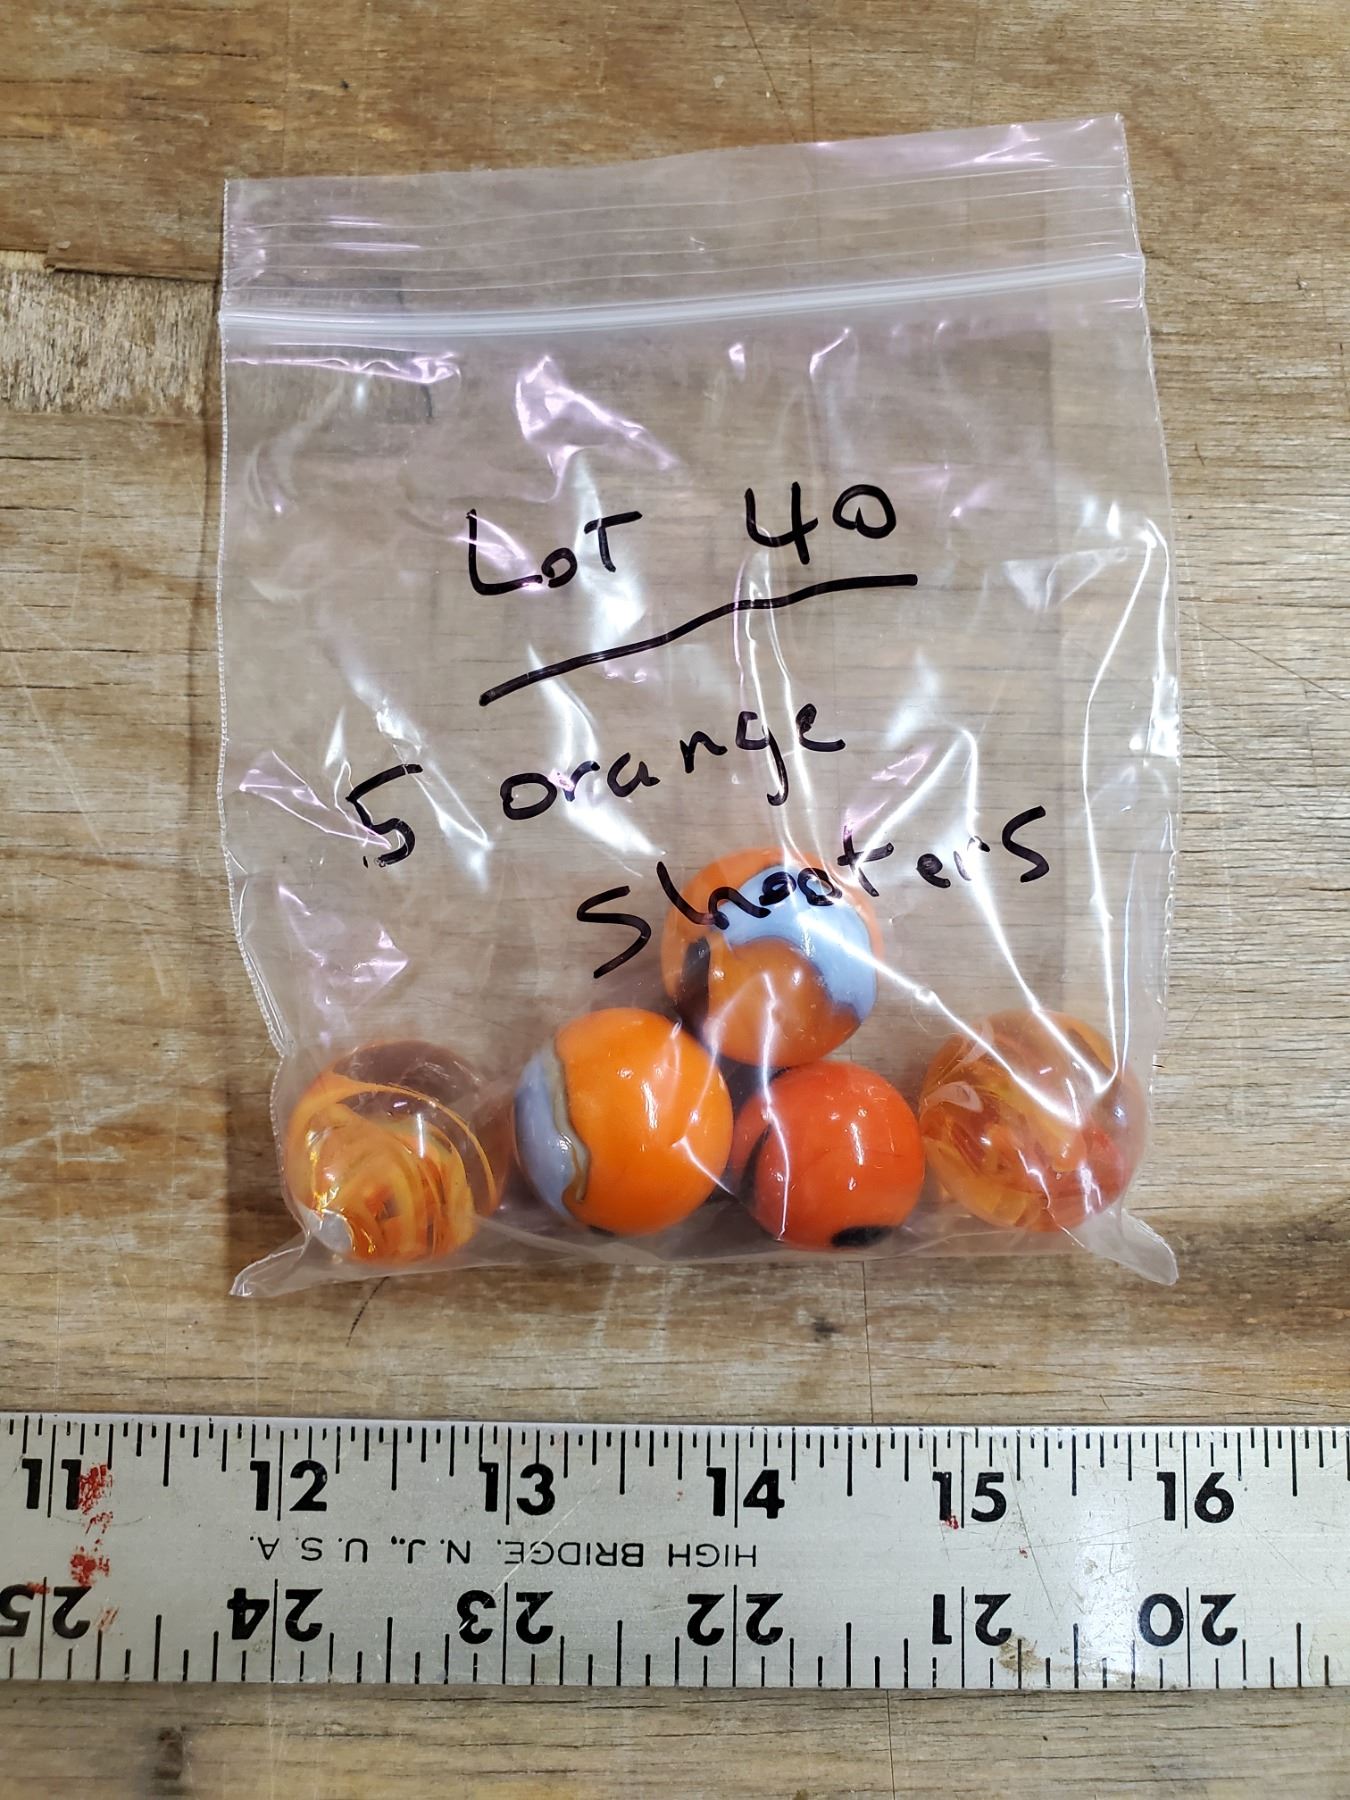 LoT 40
5 orange
Shooters
11 12 13 14 15 16
HIGH BRIDGE, N.J., U.S.A.
25 24 23 22 21 20